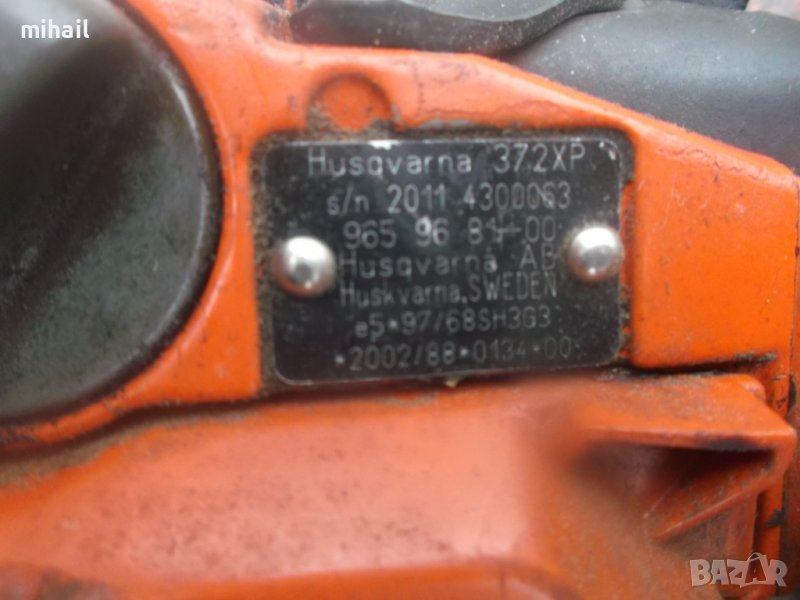 mihail
Husqvarna 372XP
s/n 2011 4300063
965 96 81-00
Husqvarna AB
Huskvarna, SWEDEN
e5*97/68SH3G3
*2002/88*0134*00
BAZAR